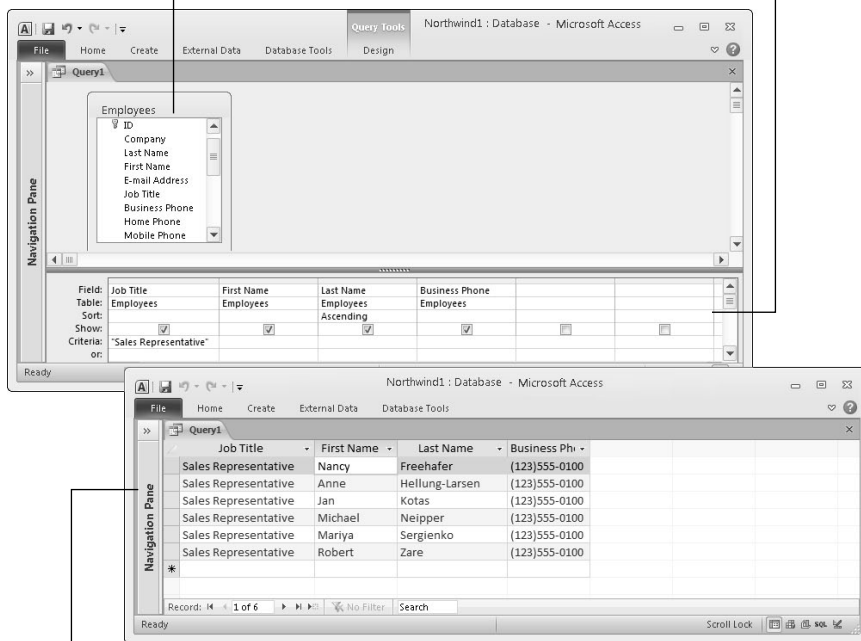 Query Tools
Northwind1 : Database - Microsoft Access
File Home Create External Data Database Tools Design
Query1
Navigation Pane
Employees
ID
Company
Last Name
First Name
E-mail Address
Job Title
Business Phone
Home Phone
Mobile Phone
Field: Job Title First Name Last Name Business Phone
Table: Employees Employees Employees Employees
Sort: Ascending
Show:
Criteria: "Sales Representative"
or:
Ready
Northwind1 : Database - Microsoft Access
File Home Create External Data Database Tools
Query1
Navigation Pane
Job Title First Name Last Name Business Pho
Sales Representative Nancy Freehafer (123)555-0100
Sales Representative Anne Hellung-Larsen (123)555-0100
Sales Representative Jan Kotas (123)555-0100
Sales Representative Michael Neipper (123)555-0100
Sales Representative Mariya Sergienko (123)555-0100
Sales Representative Robert Zare (123)555-0100
Record: 1 of 6 No Filter Search
Ready Scroll Lock SQL